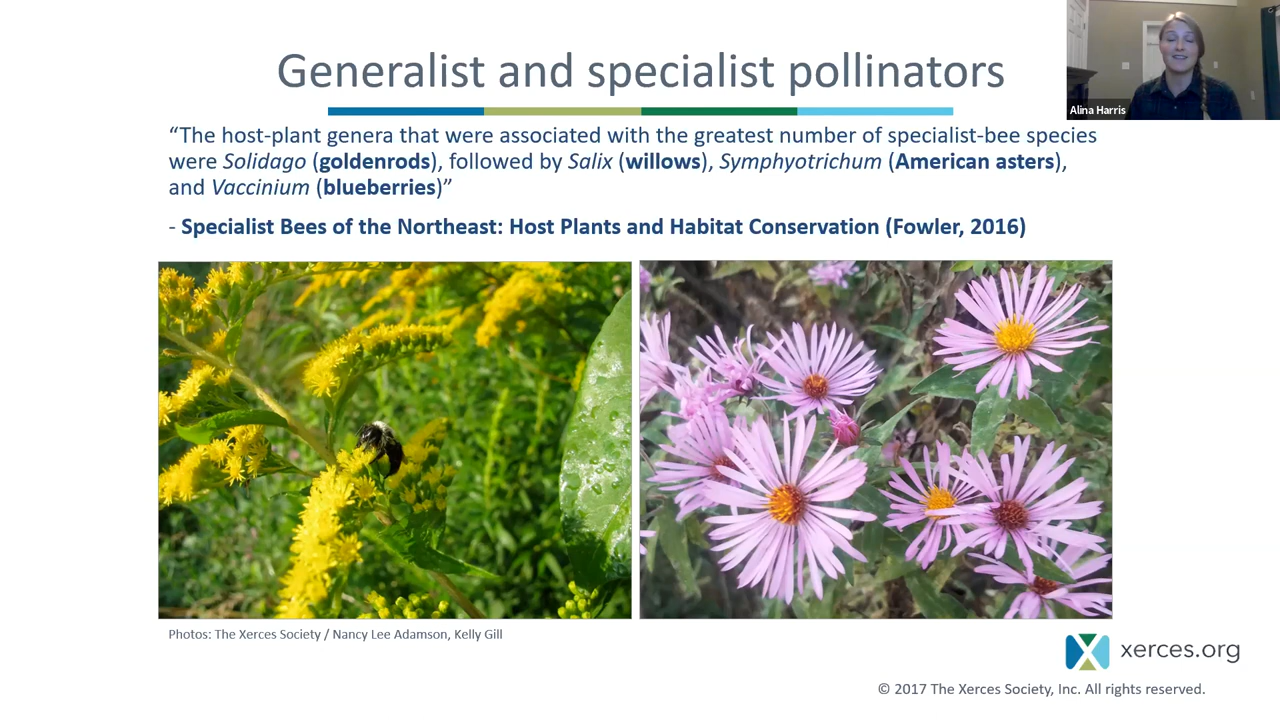 Generalist and specialist pollinators
Alina Harris
“The host-plant genera that were associated with the greatest number of specialist-bee species
were Solidago (goldenrods), followed by Salix (willows), Symphyotrichum (American asters),
and Vaccinium (blueberries)”
- Specialist Bees of the Northeast: Host Plants and Habitat Conservation (Fowler, 2016)
Photos: The Xerces Society / Nancy Lee Adamson, Kelly Gill
xerces.org
© 2017 The Xerces Society, Inc. All rights reserved.